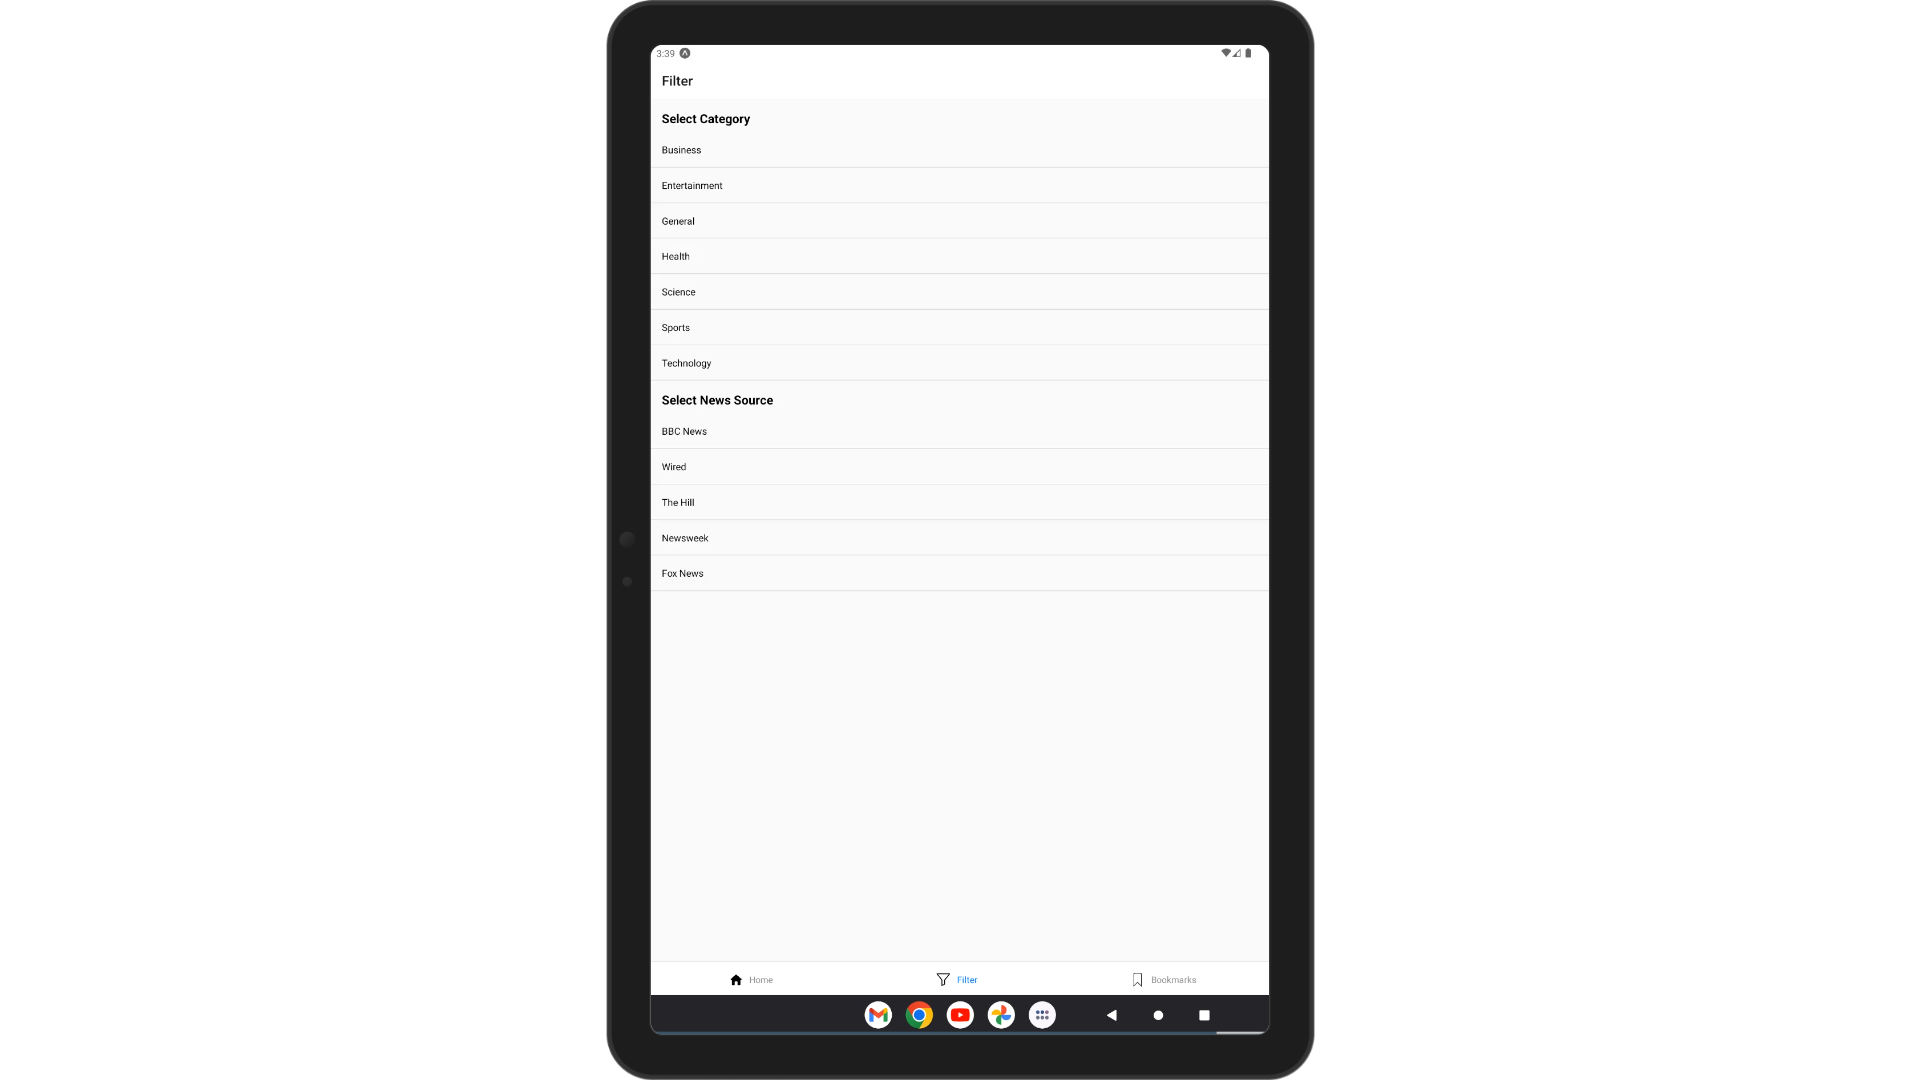 3:39
Filter
Select Category
Business
Entertainment
General
Health
Science
Sports
Technology
Select News Source
BBC News
Wired
The Hill
Newsweek
Fox News
Home Filter Bookmarks